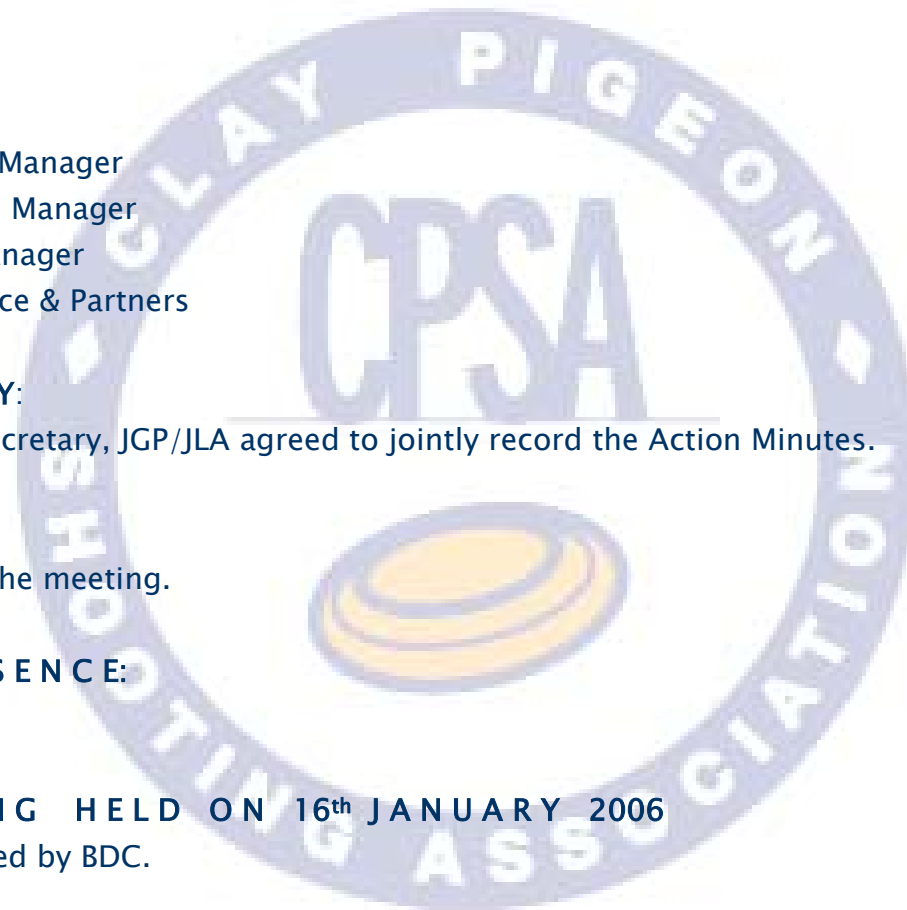 CLAY PIGEON
SHOOTING ASSOCIATION
CPSA
Manager
Manager
nager
ce & Partners
Y:
cretary, JGP/JLA agreed to jointly record the Action Minutes.
he meeting.
S E N C E:
N G H E L D O N 16th J A N U A R Y 2006
ed by BDC.